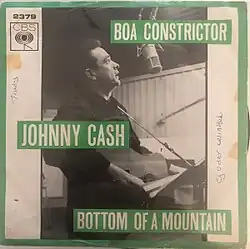 2379
CBS
BOA CONSTRICTOR
JOHNNY CASH
BOTTOM OF A MOUNTAIN